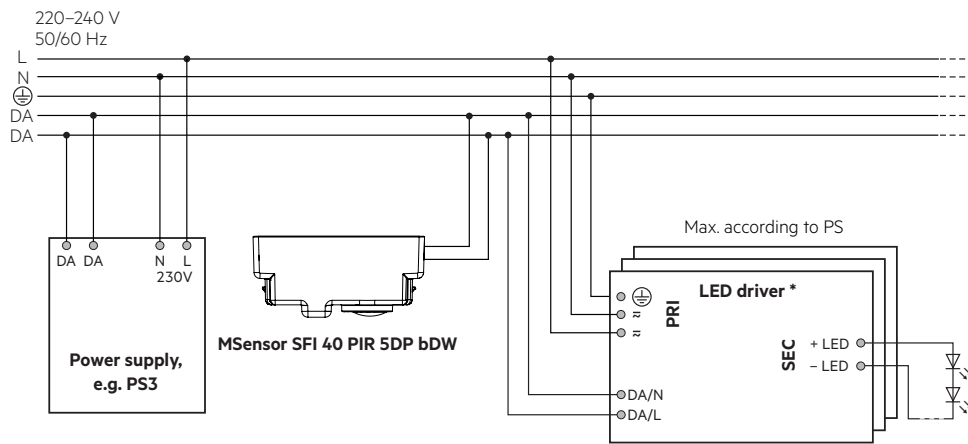 220–240 V
50/60 Hz
L
N
DA
DA
DA DA N L
230V
Power supply,
e.g. PS3
MSensor SFI 40 PIR 5DP bDW
Max. according to PS
LED driver *
PRI
≂
≂
SEC
+ LED
– LED
DA/N
DA/L